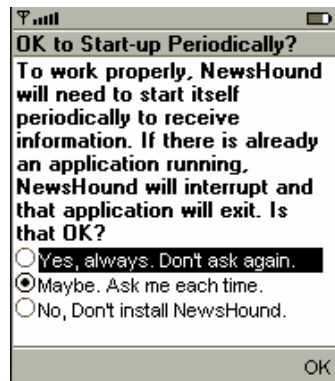 OK to Start-up Periodically?
To work properly, NewsHound
will need to start itself
periodically to receive
information. If there is already
an application running,
NewsHound will interrupt and
that application will exit. Is
that OK?
Yes, always. Don't ask again.
Maybe. Ask me each time.
No, Don't install NewsHound.
OK